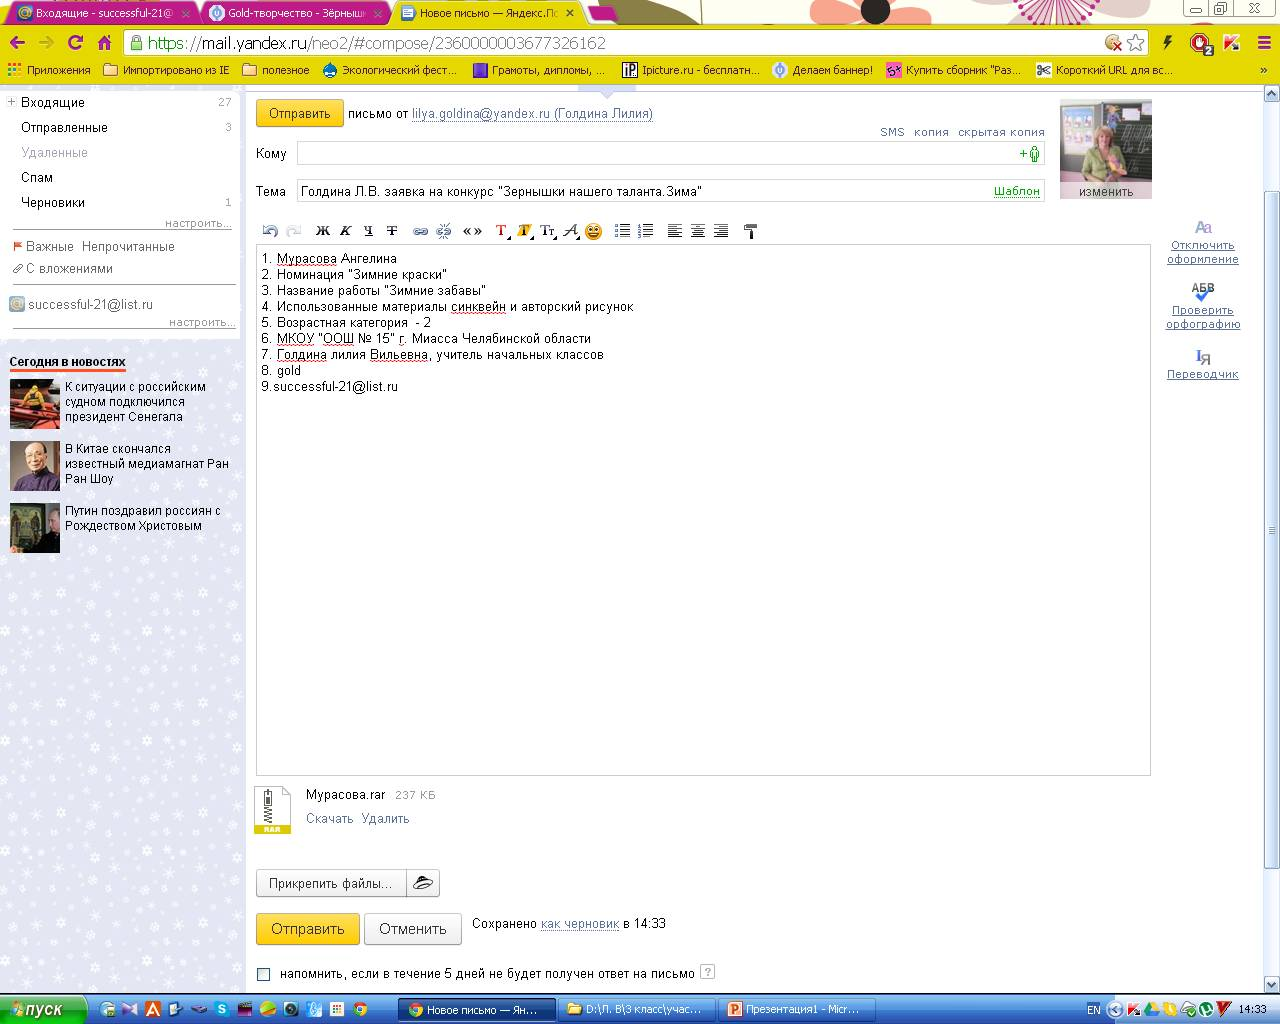 Входящие - successful-21@
Gold-творчество - Зёрныш
Новое письмо — Яндекс.По
https://mail.yandex.ru/neo2/#compose/2360000003677326162
2
Приложения
Импортировано из IE
полезное
Экологический фест...
Грамоты, дипломы, ...
Ipicture.ru - бесплатн...
Делаем баннер!
Купить сборник "Раз...
Короткий URL для вс...
»
Входящие 27
Отправленные 3
Удаленные
Спам
Черновики 1
настроить...
Важные Непрочитанные
С вложениями
successful-21@list.ru
настроить...
Сегодня в новостях
К ситуации с российским
судном подключился
президент Сенегала
В Китае скончался
известный медиамагнат Ран
Ран Шоу
Путин поздравил россиян с
Рождеством Христовым
Отправить письмо от lilya.goldina@yandex.ru (Голдина Лилия)
SMS копия скрытая копия
Кому
Тема Голдина Л.В. заявка на конкурс "Зернышки нашего таланта.Зима" Шаблон
изменить
Ж К Ч Т « » Т Т Тт А
1. Мурасова Ангелина
2. Номинация "Зимние краски"
3. Название работы "Зимние забавы"
4. Использованные материалы синквейн и авторский рисунок
5. Возрастная категория - 2
6. МКОУ "ООШ № 15" г. Миасса Челябинской области
7. Голдина лилия Вильевна, учитель начальных классов
8. gold
9.successful-21@list.ru
Аа
Отключить
оформление
АБВ
Проверить
орфографию
Iя
Переводчик
RAR
Мурасова.rar 237 КБ
Скачать Удалить
Прикрепить файлы...
Отправить Отменить Сохранено как черновик в 14:33
напомнить, если в течение 5 дней не будет получен ответ на письмо ?
пуск
Новое письмо — Ян...
D:\Л. В\3 класс\учас...
Презентация1 - Micr...
EN
14:33